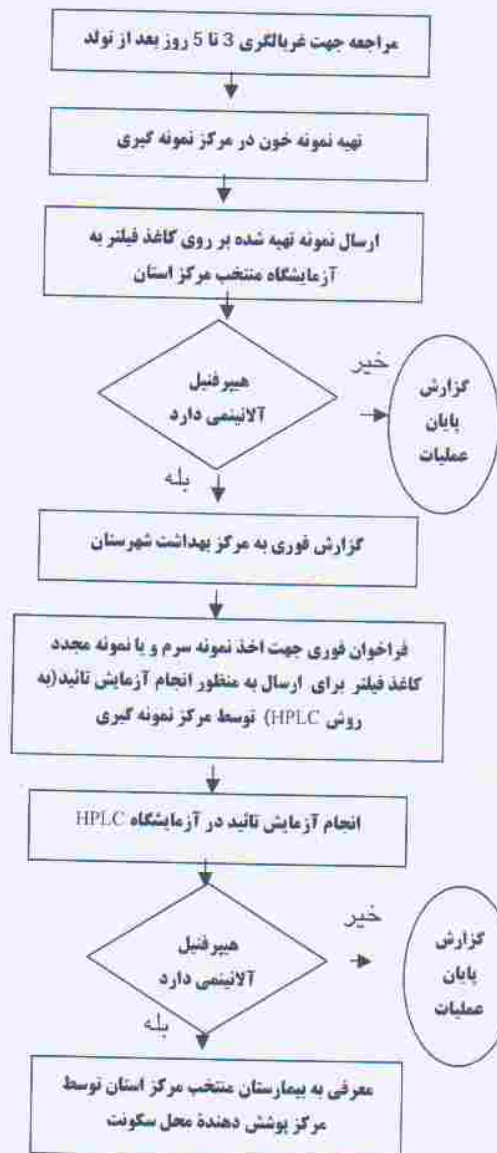 مراجعه جهت غربالگری 3 تا 5 روز بعد از تولد
تهیه نمونه خون در مرکز نمونه گیری
ارسال نمونه تهیه شده بر روی کاغذ فیلتر به
آزمایشگاه منتخب مرکز استان
هیپرفنیل
آلانینمی دارد
خیر
گزارش
پایان
عملیات
بله
گزارش فوری به مرکز بهداشت شهرستان
فراخوان فوری جهت اخذ نمونه سرم و یا نمونه مجدد
کاغذ فیلتر برای ارسال به منظور انجام آزمایش تائید(به
روش HPLC) توسط مرکز نمونه گیری
انجام آزمایش تائید در آزمایشگاه HPLC
هیپرفنیل
آلانینمی دارد
خیر
گزارش
پایان
عملیات
بله
معرفی به بیمارستان منتخب مرکز استان توسط
مرکز پوشش دهندۀ محل سکونت